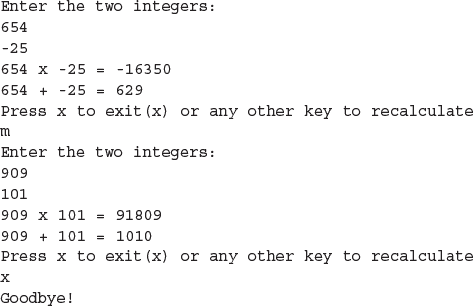 Enter the two integers:
654
-25
654 x -25 = -16350
654 + -25 = 629
Press x to exit(x) or any other key to recalculate
m
Enter the two integers:
909
101
909 x 101 = 91809
909 + 101 = 1010
Press x to exit(x) or any other key to recalculate
x
Goodbye!